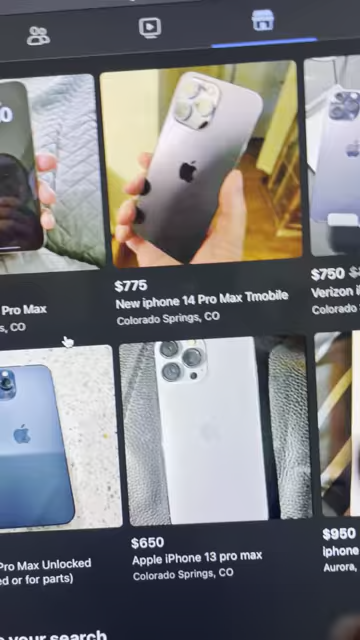 $775
New iphone 14 Pro Max Tmobile
Colorado Springs, CO
$750
Verizon
Colorado
Pro Max
s, CO
$650
Apple iPhone 13 pro max
Colorado Springs, CO
Pro Max Unlocked
ed or for parts)
$950
iphone
Aurora,
your search